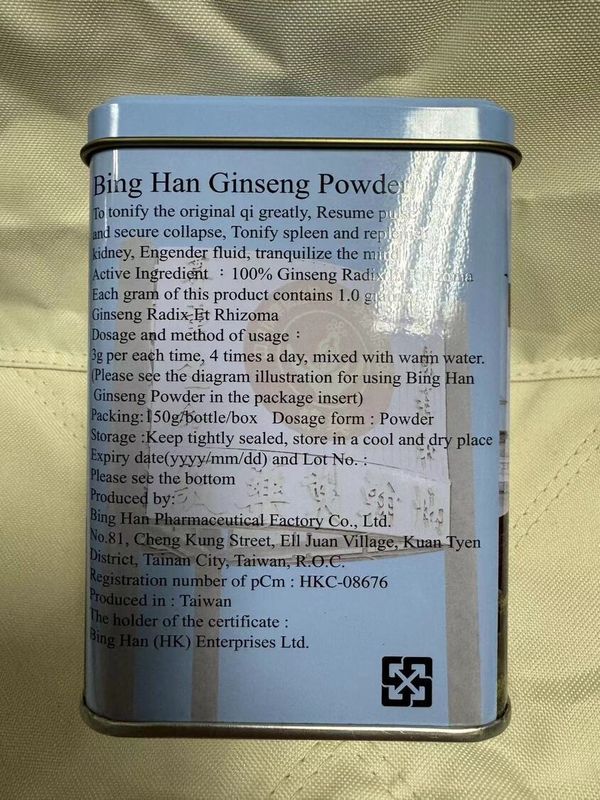 Bing Han Ginseng Powder
To tonify the original qi greatly, Resume pulse
and secure collapse, Tonify spleen and replenish
kidney, Engender fluid, tranquilize the mind
Active Ingredient : 100% Ginseng Radix Et Rhizoma
Each gram of this product contains 1.0 gram
Ginseng Radix Et Rhizoma
Dosage and method of usage :
3g per each time, 4 times a day, mixed with warm water.
(Please see the diagram illustration for using Bing Han
Ginseng Powder in the package insert)
Packing:150g/bottle/box Dosage form : Powder
Storage :Keep tightly sealed, store in a cool and dry place
Expiry date(yyyy/mm/dd) and Lot No. :
Please see the bottom
Produced by:
Bing Han Pharmaceutical Factory Co., Ltd.
No.81, Cheng Kung Street, Ell Juan Village, Kuan Tyen
District, Tainan City, Taiwan, R.O.C.
Registration number of pCm : HKC-08676
Produced in : Taiwan
The holder of the certificate :
Bing Han (HK) Enterprises Ltd.